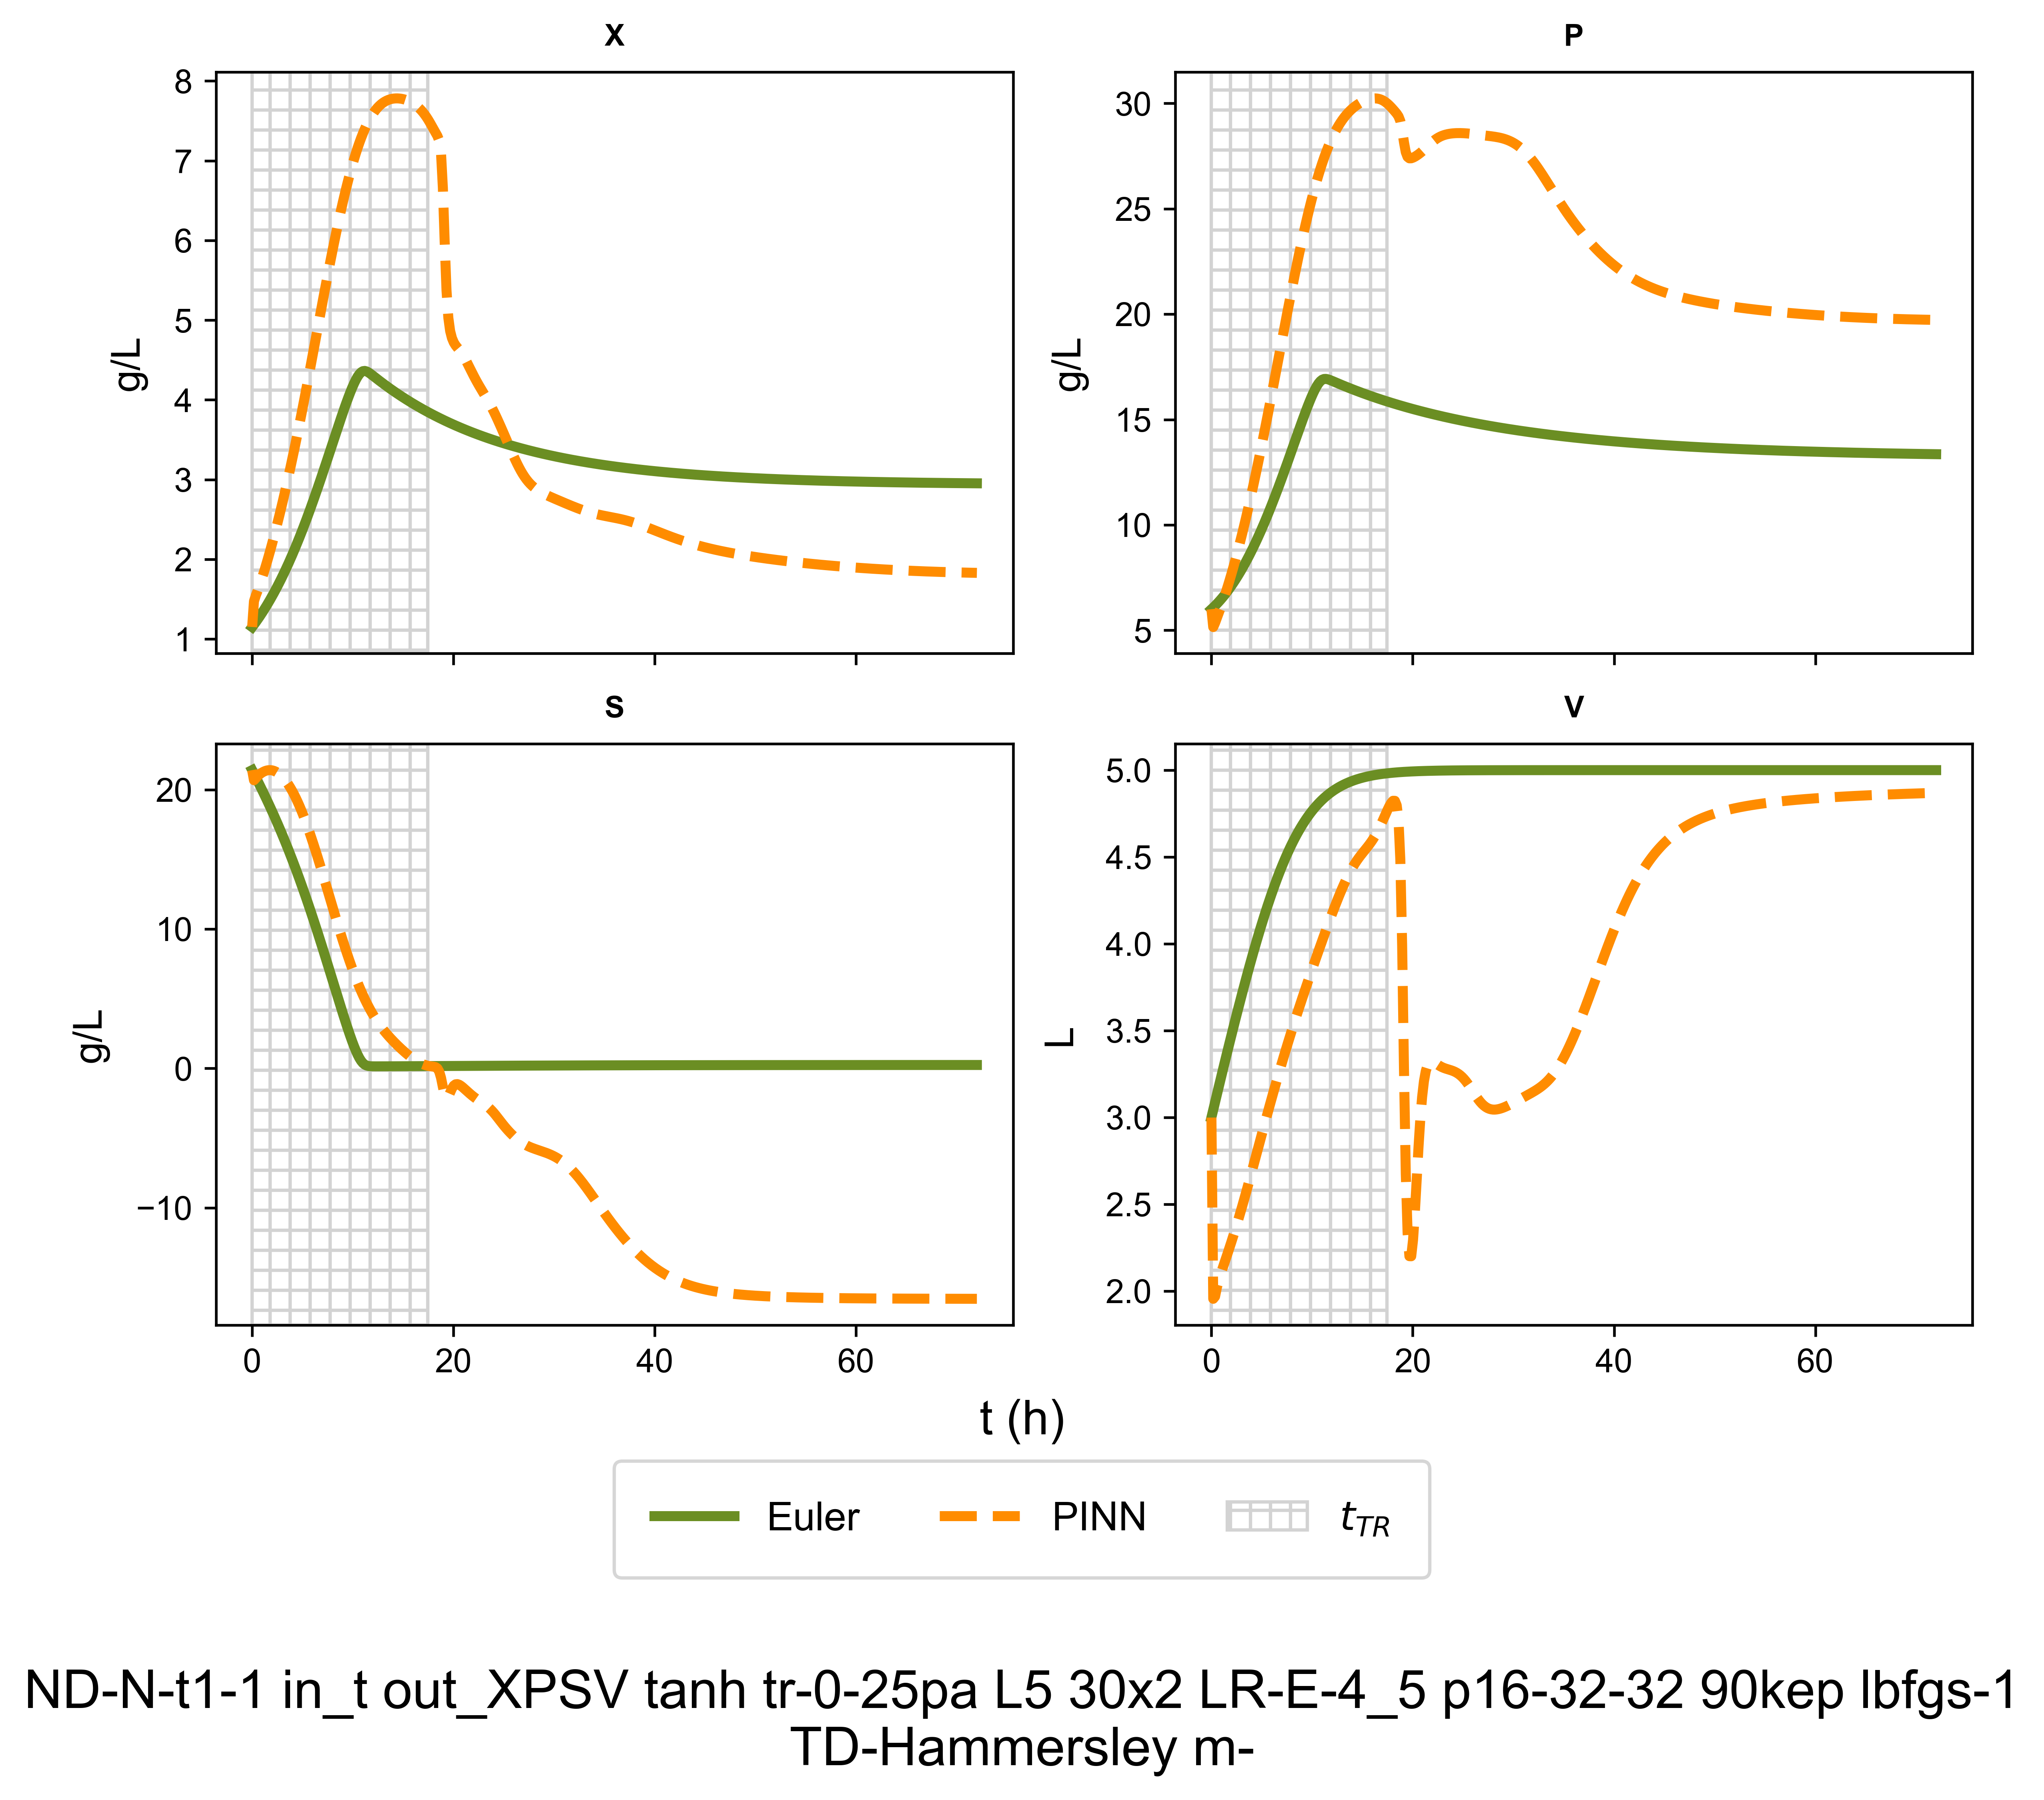 X
P
8
7
6
5
4
3
2
1
g/L
30
25
20
15
10
5
g/L
S
V
20
10
0
−10
g/L
0
20
40
60
5.0
4.5
4.0
3.5
3.0
2.5
2.0
L
0
20
40
60
t (h)
Euler
PINN
t_TR
ND-N-t1-1 in_t out_XPSV tanh tr-0-25pa L5 30x2 LR-E-4_5 p16-32-32 90kep lbfgs-1
TD-Hammersley m-